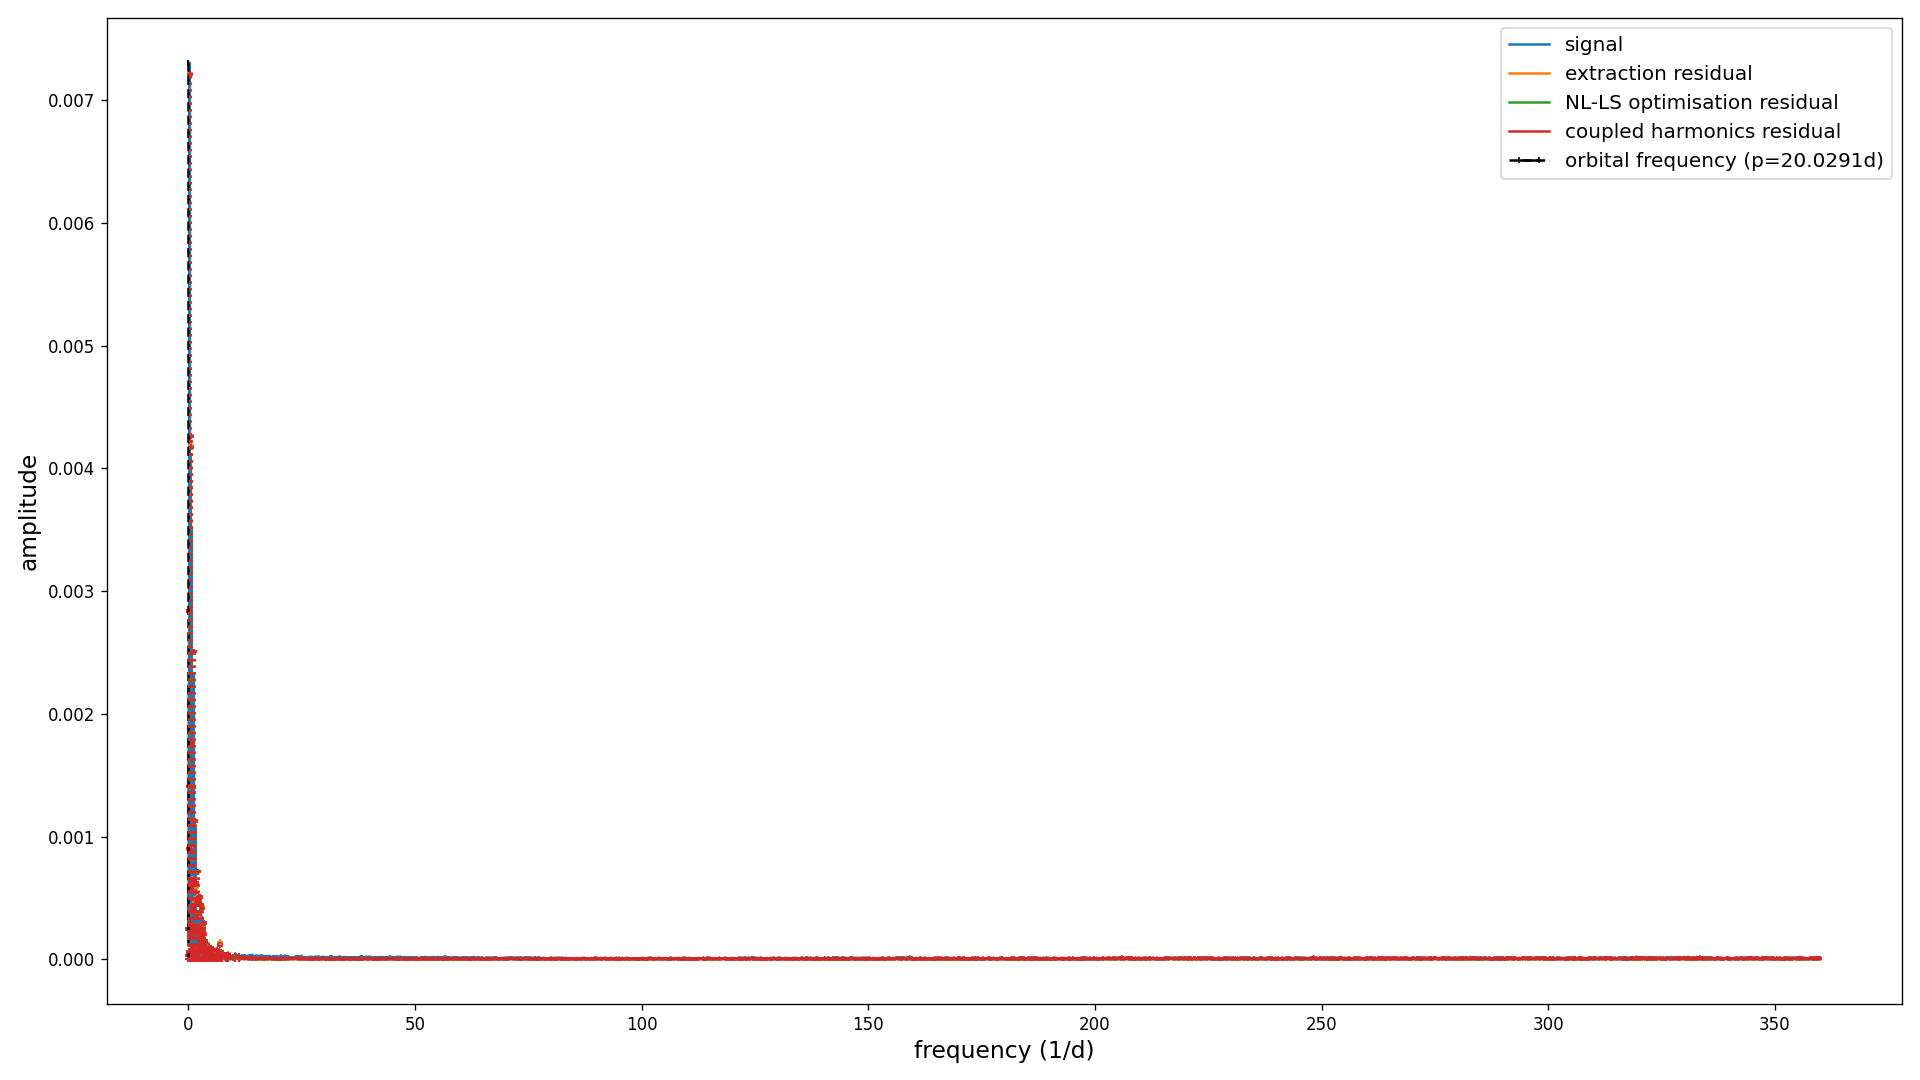 signal
extraction residual
NL-LS optimisation residual
coupled harmonics residual
orbital frequency (p=20.0291d)
0.007
0.006
0.005
0.004
0.003
0.002
0.001
0.000
amplitude
0 50 100 150 200 250 300 350
frequency (1/d)